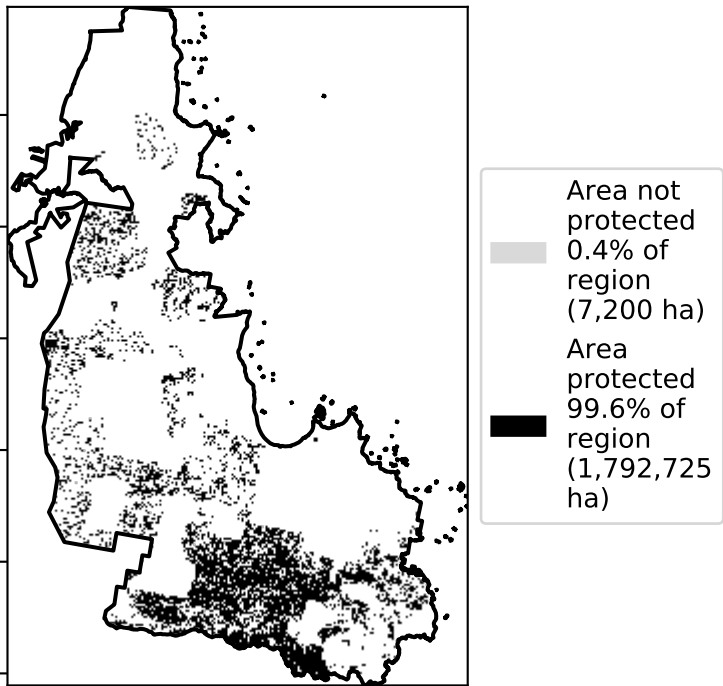 Area not
protected
0.4% of
region
(7,200 ha)
Area
protected
99.6% of
region
(1,792,725
ha)